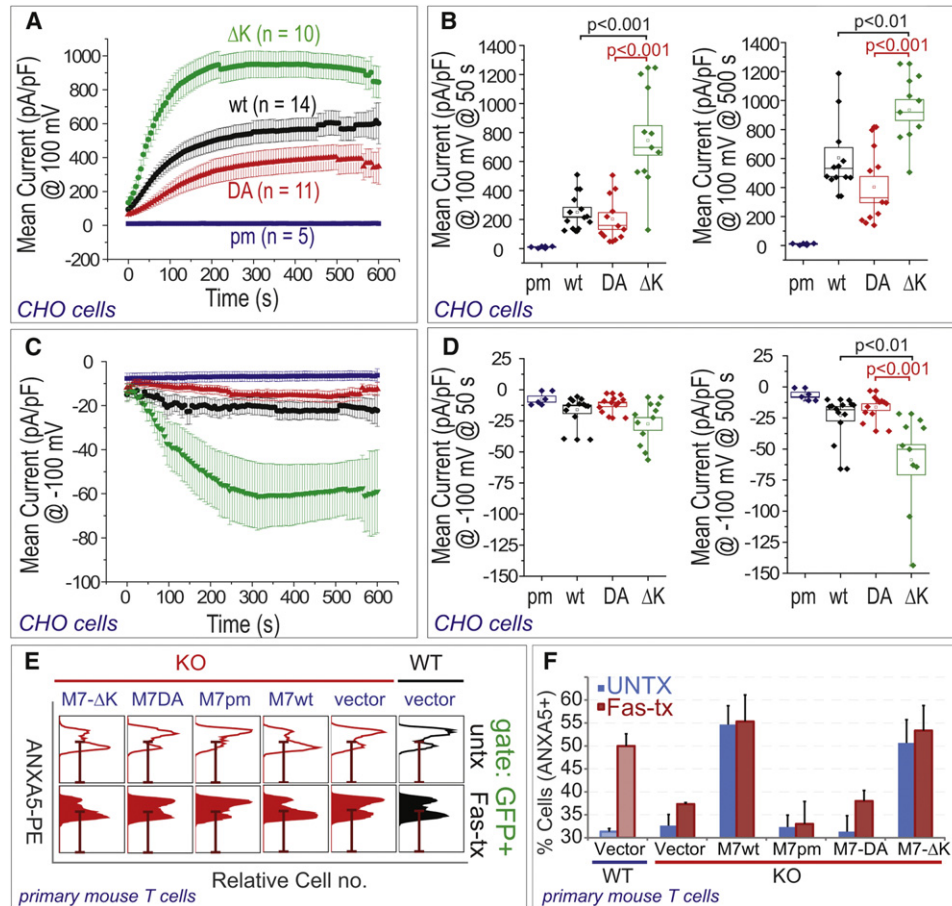 A
ΔK (n = 10)
wt (n = 14)
DA (n = 11)
pm (n = 5)
Mean Current (pA/pF)
@ 100 mV
1000
800
600
400
200
0
-200
0 100 200 300 400 500 600
Time (s)
CHO cells
B
p<0.001
p<0.001
Mean Current (pA/pF)
@ 100 mV @ 50 s
1400
1200
1000
800
600
400
200
0
pm wt DA ΔK
p<0.01
p<0.001
Mean Current (pA/pF)
@ 100 mV @ 500 s
1400
1200
1000
800
600
400
200
0
pm wt DA ΔK
C
Mean Current (pA/pF)
@ -100 mV
0
-20
-40
-60
-80
-100
0 100 200 300 400 500 600
Time (s)
CHO cells
D
Mean Current (pA/pF)
@ -100 mV @ 50 s
25
0
-25
-50
-75
-100
-125
-150
pm wt DA ΔK
p<0.01
p<0.001
Mean Current (pA/pF)
@ -100 mV @ 500 s
25
0
-25
-50
-75
-100
-125
-150
pm wt DA ΔK
E
KO WT
M7-ΔK M7DA M7pm M7wt vector vector
ANXA5-PE
untx
Fas-tx
gate: GFP+
Relative Cell no.
primary mouse T cells
F
UNTX
Fas-tx
% Cells (ANXA5+)
60
55
50
45
40
35
30
Vector Vector M7wt M7pm M7-DA M7-ΔK
WT KO
primary mouse T cells